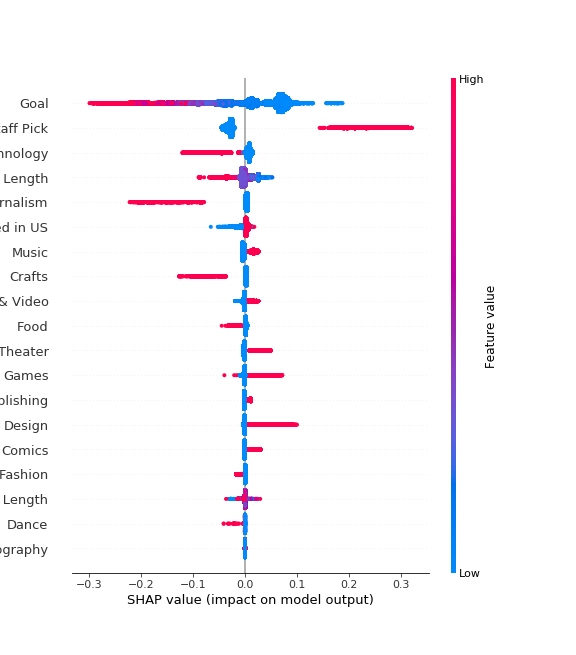 High
Goal
aff Pick
hnology
Length
rnalism
ed in US
Music
Crafts
& Video
Food
Theater
Games
blishing
Design
Comics
Fashion
Length
Dance
ography
Low
Feature value
−0.3 −0.2 −0.1 0.0 0.1 0.2 0.3
SHAP value (impact on model output)